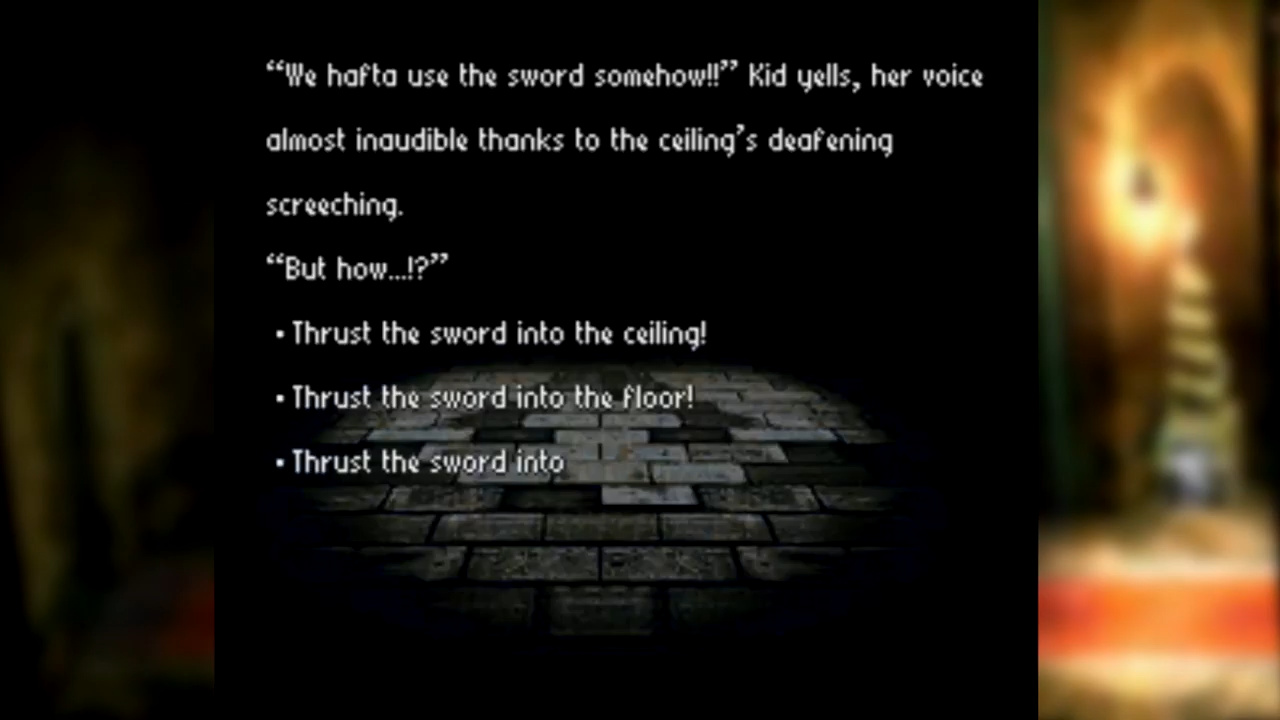 “We hafta use the sword somehow!!” Kid yells, her voice
almost inaudible thanks to the ceiling’s deafening
screeching.
“But how...!?”
• Thrust the sword into the ceiling!
• Thrust the sword into the floor!
• Thrust the sword into